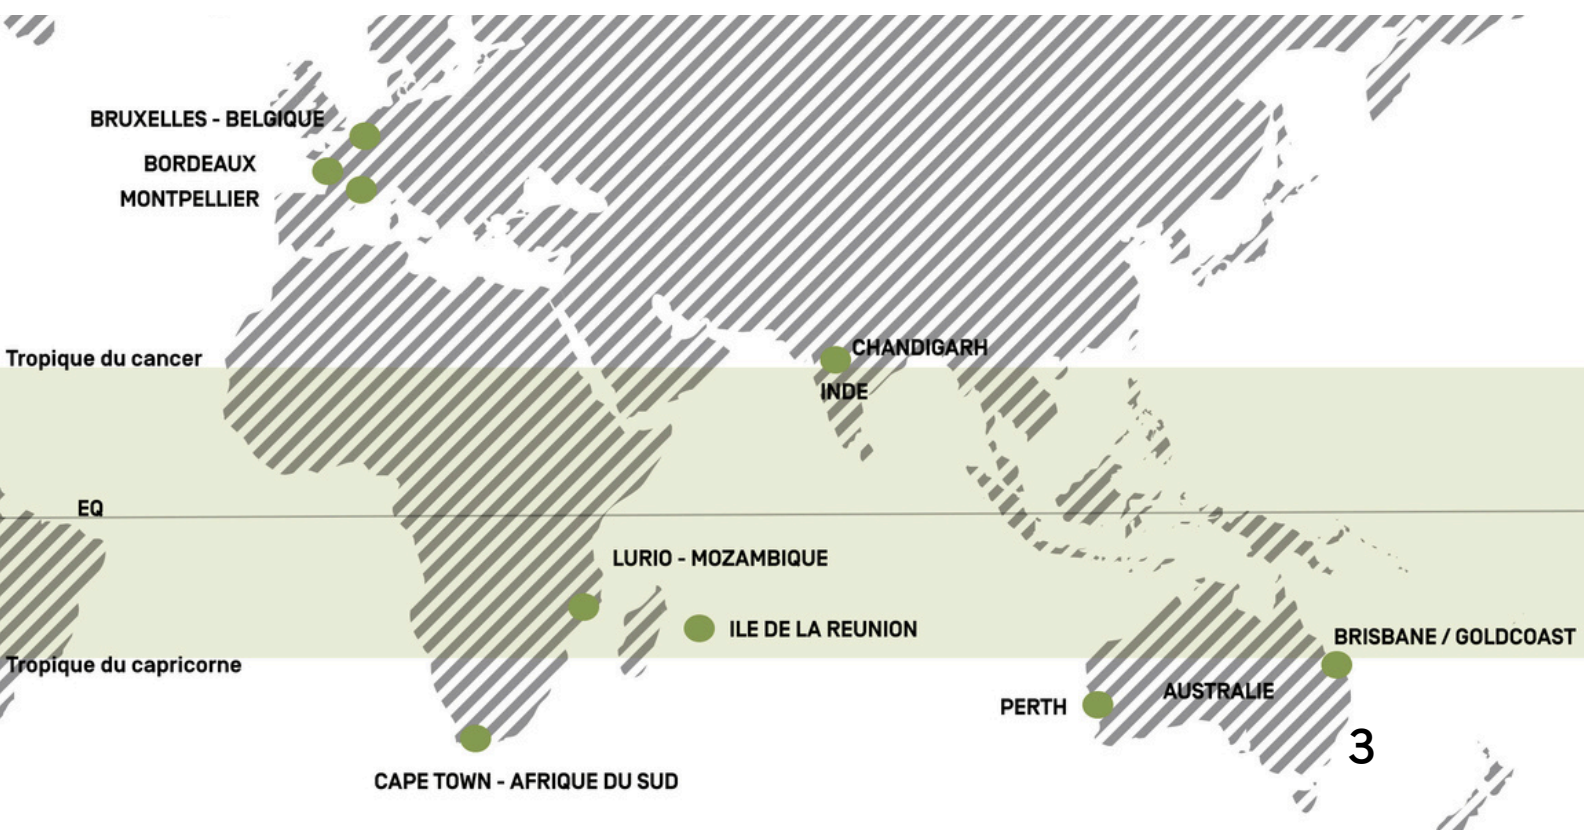 BRUXELLES - BELGIQUE
BORDEAUX
MONTPELLIER
CHANDIGARH
Tropique du cancer
INDE
EQ
LURIO - MOZAMBIQUE
ILE DE LA REUNION
BRISBANE / GOLDCOAST
Tropique du capricorne
AUSTRALIE
PERTH
3
CAPE TOWN - AFRIQUE DU SUD